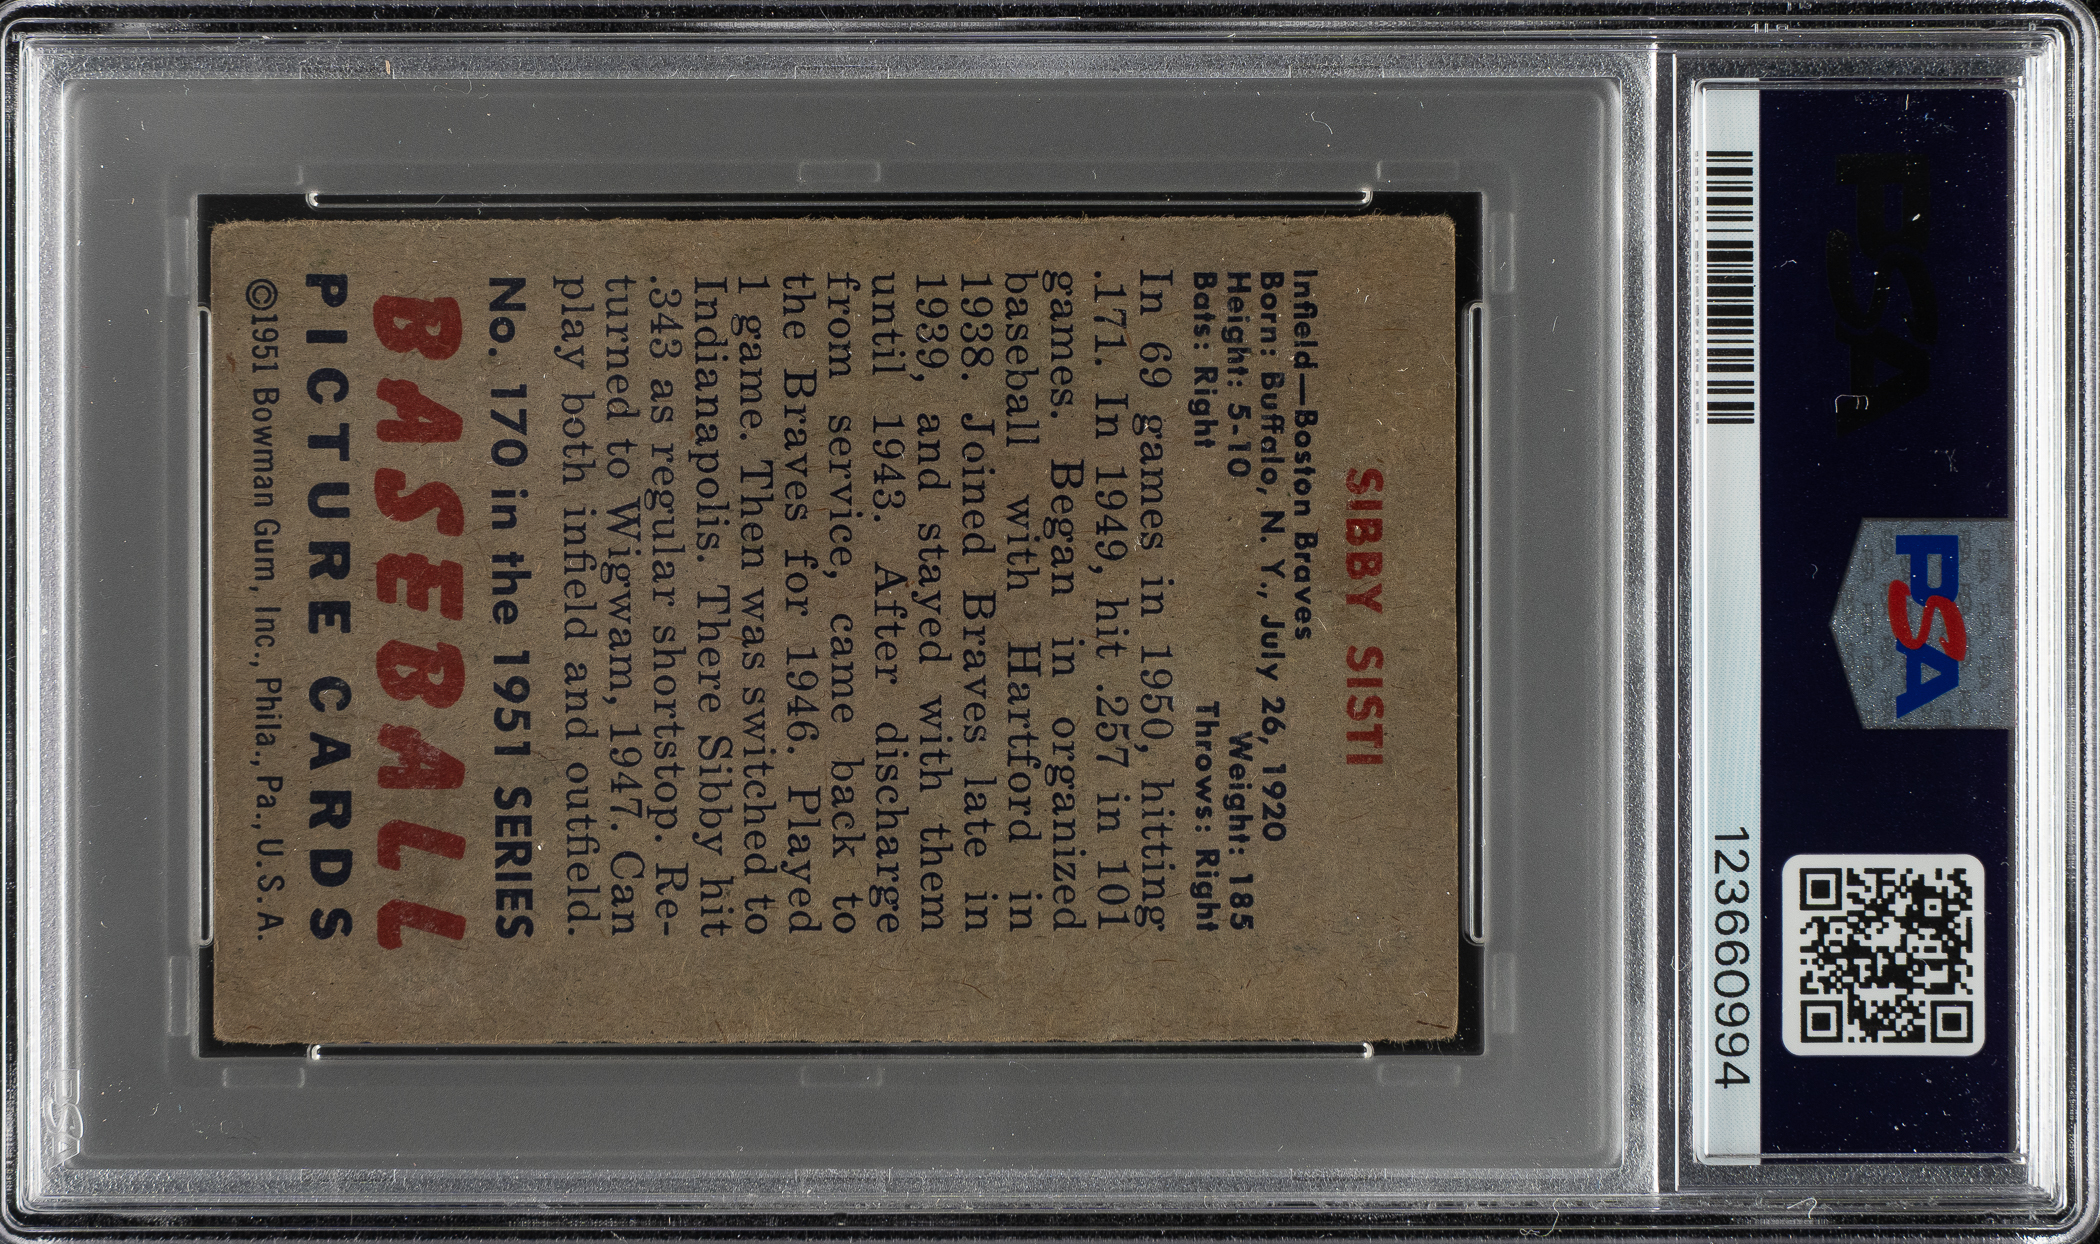 SIBBY SISTI
Infield—Boston Braves
Born: Buffalo, N. Y., July 26, 1920
Height: 5-10 Weight: 185
Bats: Right Throws: Right
In 69 games in 1950, hitting
.171. In 1949, hit .257 in 101
games. Began in organized
baseball with Hartford in
1938. Joined Braves late in
1939, and stayed with them
until 1943. After discharge
from service, came back to
the Braves for 1946. Played
1 game. Then was switched to
Indianapolis. There Sibby hit
.343 as regular shortstop. Re-
turned to Wigwam, 1947. Can
play both infield and outfield.
No. 170 in the 1951 SERIES
BASEBALL
PICTURE CARDS
©1951 Bowman Gum, Inc., Phila., Pa., U. S. A.
PSA
PSA
123660994
PSA